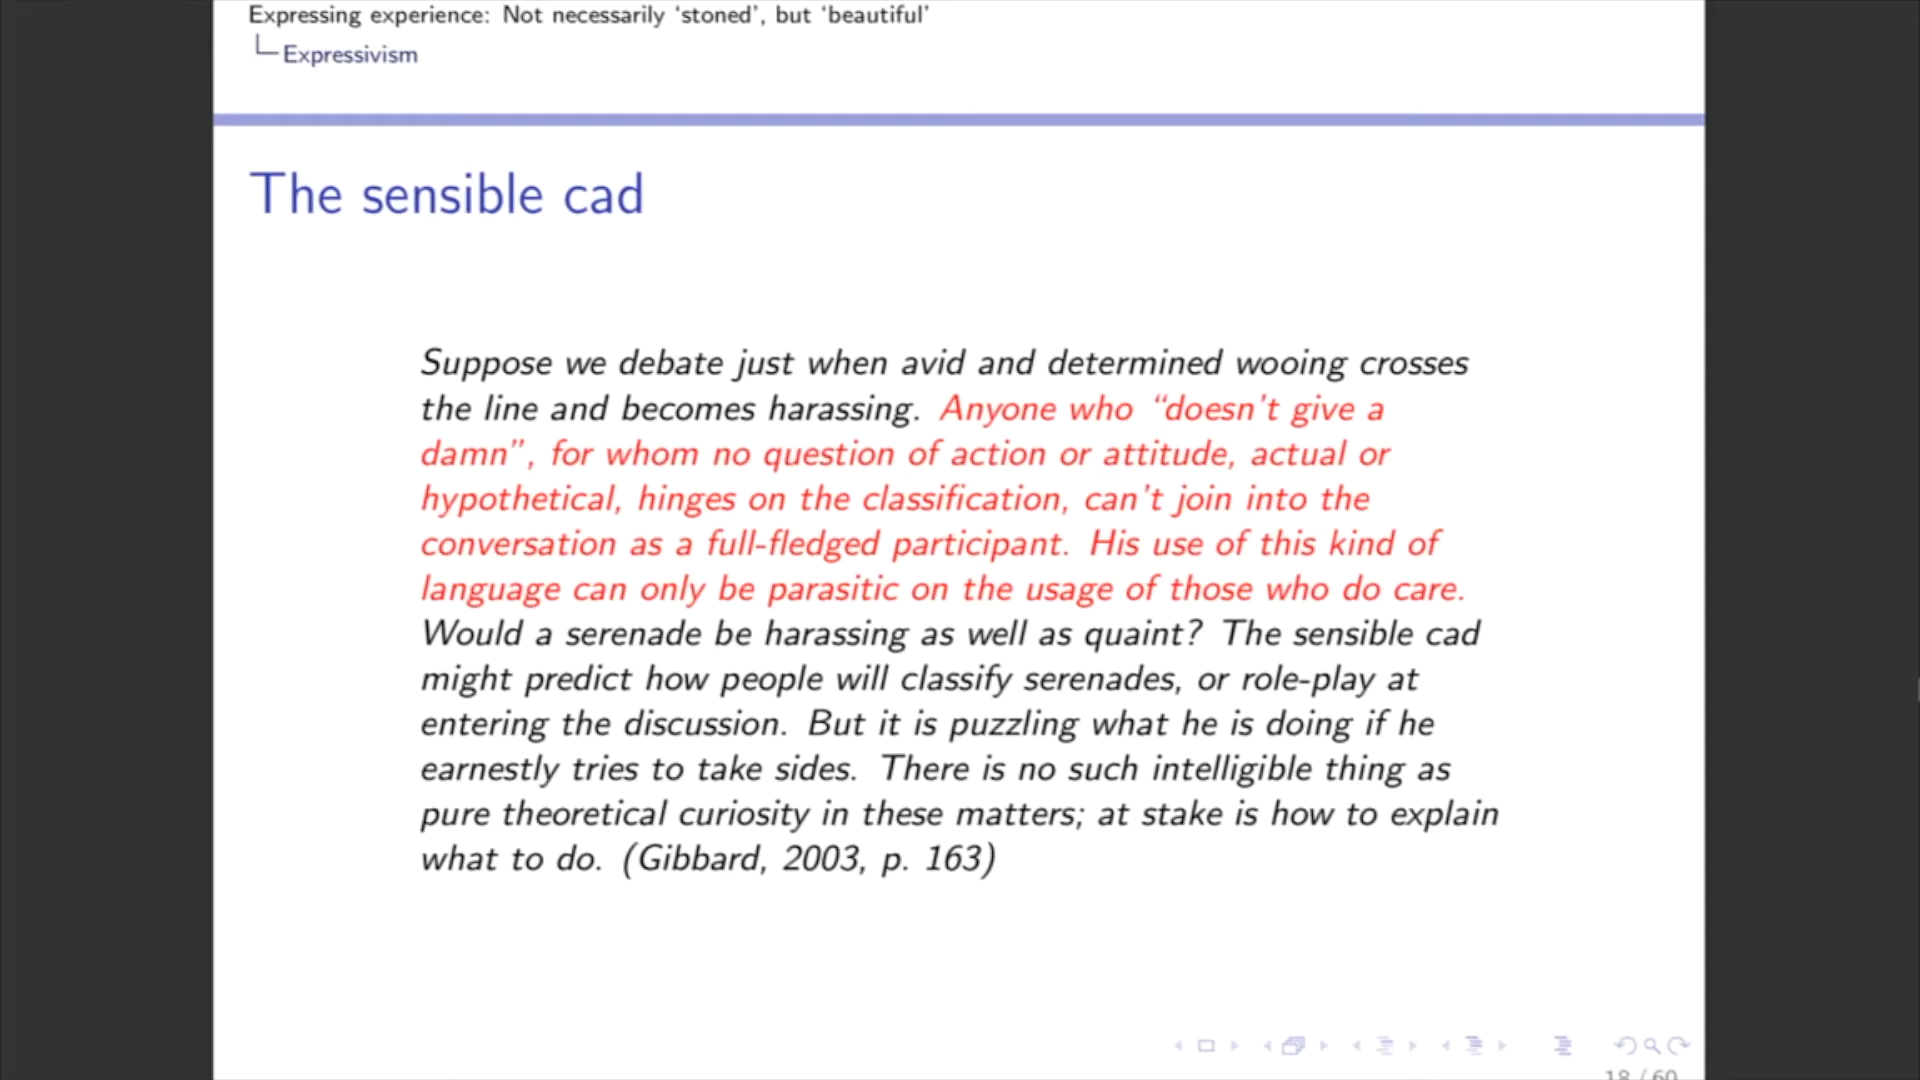 Expressing experience: Not necessarily ‘stoned’, but ‘beautiful’
Expressivism
The sensible cad
Suppose we debate just when avid and determined wooing crosses
the line and becomes harassing. Anyone who “doesn’t give a
damn”, for whom no question of action or attitude, actual or
hypothetical, hinges on the classification, can’t join into the
conversation as a full-fledged participant. His use of this kind of
language can only be parasitic on the usage of those who do care.
Would a serenade be harassing as well as quaint? The sensible cad
might predict how people will classify serenades, or role-play at
entering the discussion. But it is puzzling what he is doing if he
earnestly tries to take sides. There is no such intelligible thing as
pure theoretical curiosity in these matters; at stake is how to explain
what to do. (Gibbard, 2003, p. 163)
18 / 60